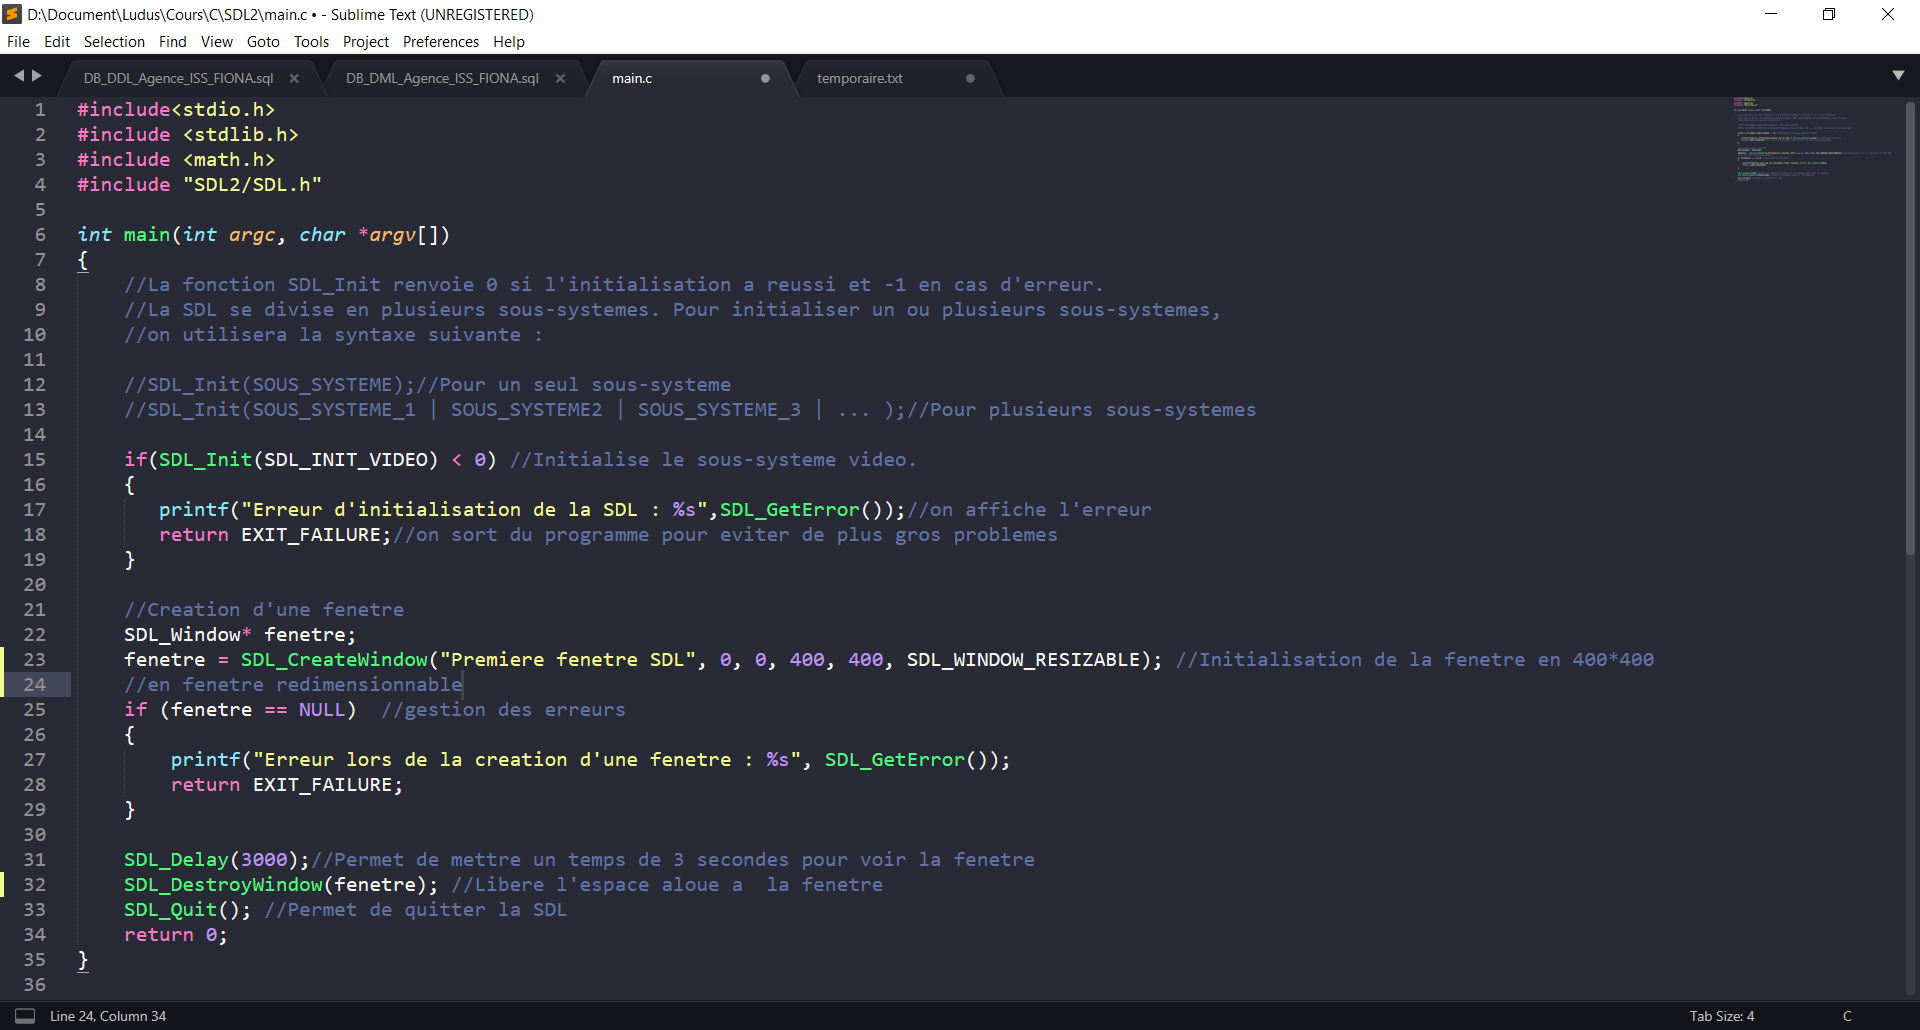 D:\Document\Ludus\Cours\C\SDL2\main.c • - Sublime Text (UNREGISTERED)
File Edit Selection Find View Goto Tools Project Preferences Help
DB_DDL_Agence_ISS_FIONA.sql DB_DML_Agence_ISS_FIONA.sql main.c temporaire.txt
1 #include<stdio.h>
2 #include <stdlib.h>
3 #include <math.h>
4 #include "SDL2/SDL.h"
5
6 int main(int argc, char *argv[])
7 {
8 //La fonction SDL_Init renvoie 0 si l'initialisation a reussi et -1 en cas d'erreur.
9 //La SDL se divise en plusieurs sous-systemes. Pour initialiser un ou plusieurs sous-systemes,
10 //on utilisera la syntaxe suivante :
11
12 //SDL_Init(SOUS_SYSTEME);//Pour un seul sous-systeme
13 //SDL_Init(SOUS_SYSTEME_1 | SOUS_SYSTEME2 | SOUS_SYSTEME_3 | ... );//Pour plusieurs sous-systemes
14
15 if(SDL_Init(SDL_INIT_VIDEO) < 0) //Initialise le sous-systeme video.
16 {
17 printf("Erreur d'initialisation de la SDL : %s",SDL_GetError());//on affiche l'erreur
18 return EXIT_FAILURE;//on sort du programme pour eviter de plus gros problemes
19 }
20
21 //Creation d'une fenetre
22 SDL_Window* fenetre;
23 fenetre = SDL_CreateWindow("Premiere fenetre SDL", 0, 0, 400, 400, SDL_WINDOW_RESIZABLE); //Initialisation de la fenetre en 400*400
24 //en fenetre redimensionnable
25 if (fenetre == NULL) //gestion des erreurs
26 {
27 printf("Erreur lors de la creation d'une fenetre : %s", SDL_GetError());
28 return EXIT_FAILURE;
29 }
30
31 SDL_Delay(3000);//Permet de mettre un temps de 3 secondes pour voir la fenetre
32 SDL_DestroyWindow(fenetre); //Libere l'espace aloue a  la fenetre
33 SDL_Quit(); //Permet de quitter la SDL
34 return 0;
35 }
36
Line 24, Column 34 Tab Size: 4 C